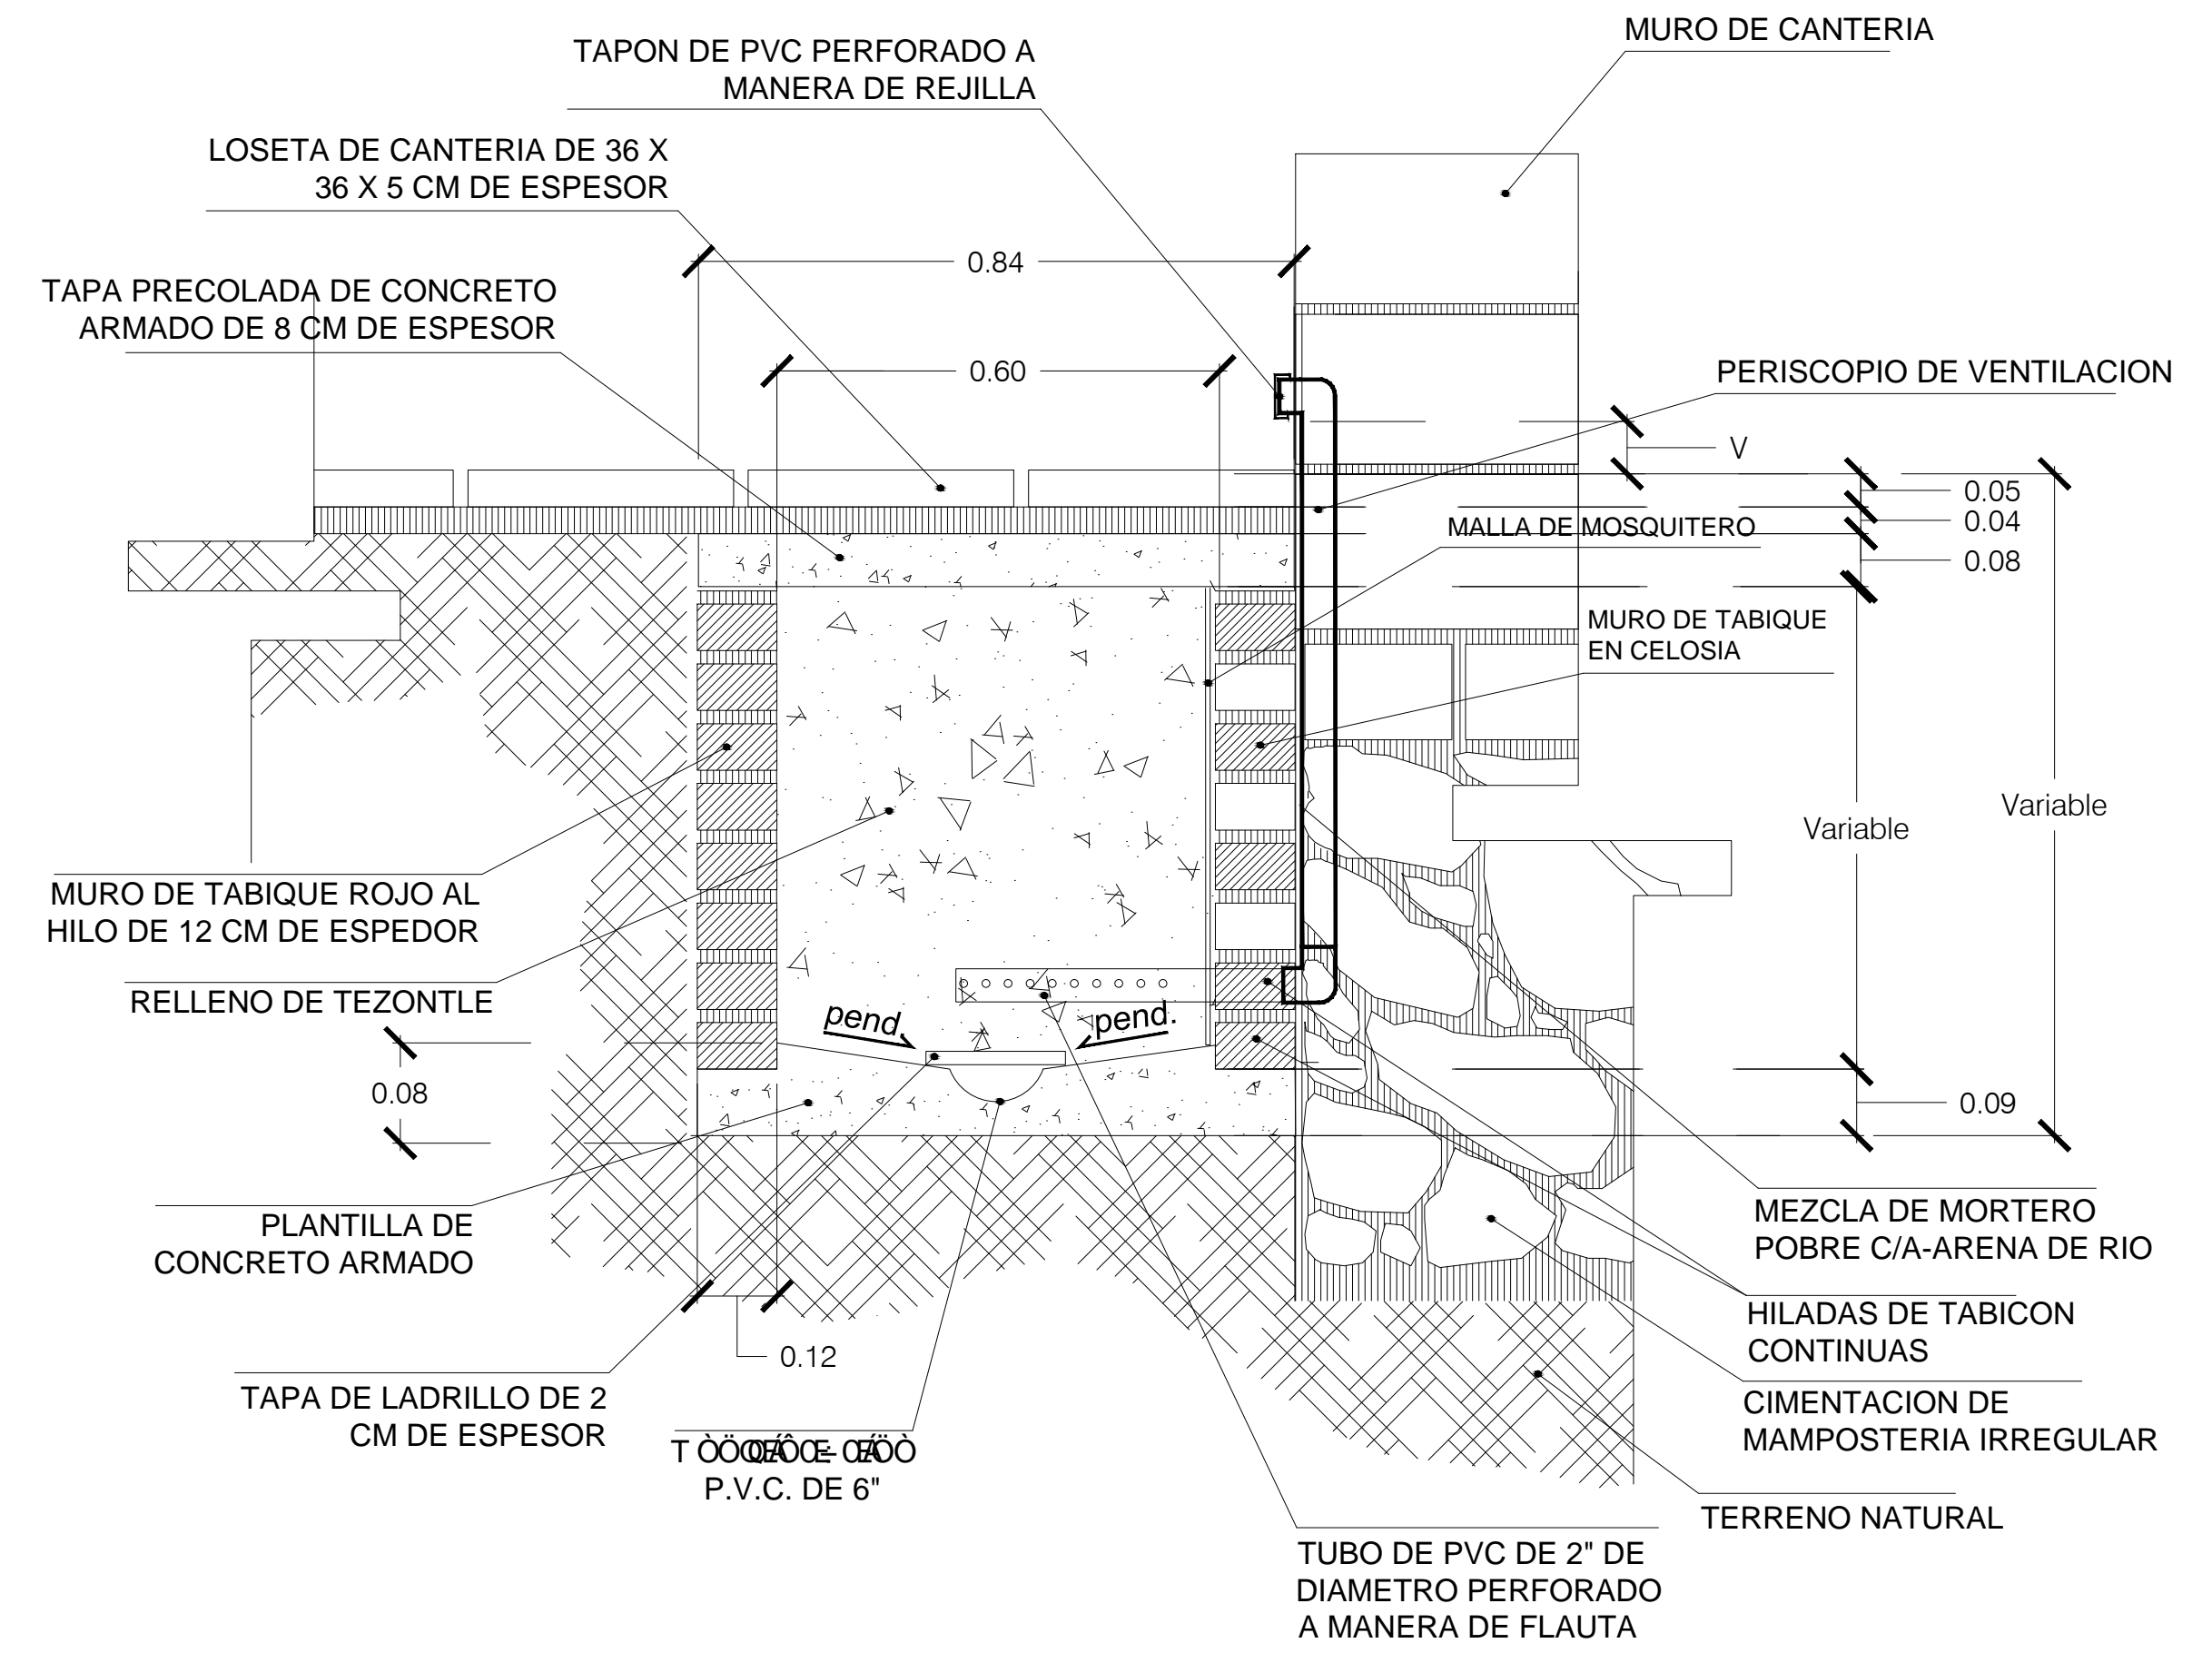 MURO DE CANTERIA
TAPON DE PVC PERFORADO A
MANERA DE REJILLA
LOSETA DE CANTERIA DE 36 X
36 X 5 CM DE ESPESOR
0.84
TAPA PRECOLADA DE CONCRETO
ARMADO DE 8 CM DE ESPESOR
0.60
PERISCOPIO DE VENTILACION
V
0.05
0.04
0.08
MALLA DE MOSQUITERO
MURO DE TABIQUE
EN CELOSIA
Variable
Variable
MURO DE TABIQUE ROJO AL
HILO DE 12 CM DE ESPEDOR
RELLENO DE TEZONTLE
pend.
pend.
0.08
0.09
PLANTILLA DE
CONCRETO ARMADO
MEZCLA DE MORTERO
POBRE C/A-ARENA DE RIO
HILADAS DE TABICON
CONTINUAS
0.12
TAPA DE LADRILLO DE 2
CM DE ESPESOR
CIMENTACION DE
MAMPOSTERIA IRREGULAR
P.V.C. DE 6"
TERRENO NATURAL
TUBO DE PVC DE 2" DE
DIAMETRO PERFORADO
A MANERA DE FLAUTA